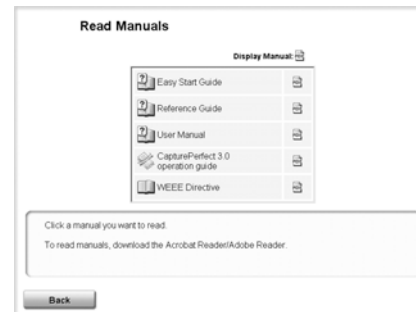 Read Manuals
Display Manual:
Easy Start Guide
Reference Guide
User Manual
CapturePerfect 3.0
operation guide
WEEE Directive
Click a manual you want to read.
To read manuals, download the Acrobat Reader/Adobe Reader.
Back